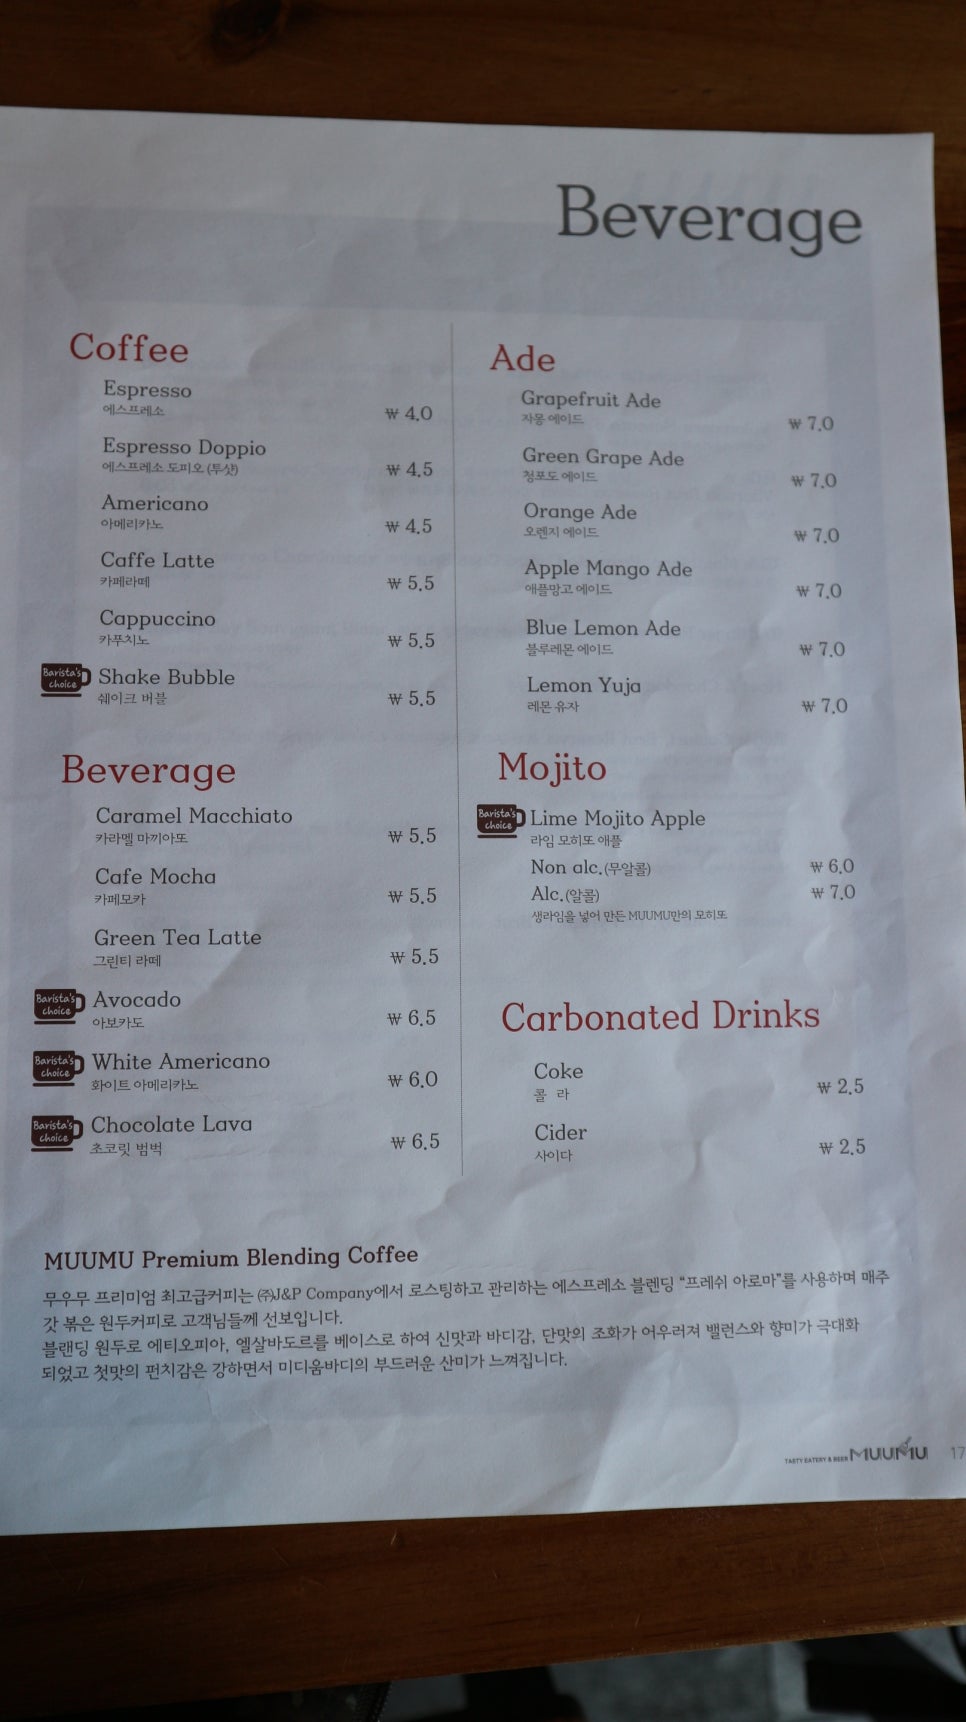 Beverage
Coffee
Espresso
에스프레소
₩ 4.0
Espresso Doppio
에스프레소 도피오 (투샷)
₩ 4.5
Americano
아메리카노
₩ 4.5
Caffe Latte
카페라떼
₩ 5.5
Cappuccino
카푸치노
₩ 5.5
Barista's
choice
Shake Bubble
쉐이크 버블
₩ 5.5
Beverage
Caramel Macchiato
카라멜 마끼아또
₩ 5.5
Cafe Mocha
카페모카
₩ 5.5
Green Tea Latte
그린티 라떼
₩ 5.5
Barista's
choice
Avocado
아보카도
₩ 6.5
Barista's
choice
White Americano
화이트 아메리카노
₩ 6.0
Barista's
choice
Chocolate Lava
초코릿 범벅
₩ 6.5
Ade
Grapefruit Ade
자몽 에이드
₩ 7.0
Green Grape Ade
청포도 에이드
₩ 7.0
Orange Ade
오렌지 에이드
₩ 7.0
Apple Mango Ade
애플망고 에이드
₩ 7.0
Blue Lemon Ade
블루레몬 에이드
₩ 7.0
Lemon Yuja
레몬 유자
₩ 7.0
Mojito
Barista's
choice
Lime Mojito Apple
라임 모히또 애플
Non alc.(무알콜) ₩ 6.0
Alc.(알콜) ₩ 7.0
생라임을 넣어 만든 MUUMU만의 모히또
Carbonated Drinks
Coke
콜 라
₩ 2.5
Cider
사이다
₩ 2.5
MUUMU Premium Blending Coffee
무우무 프리미엄 최고급커피는 ㈜J&P Company에서 로스팅하고 관리하는 에스프레소 블렌딩 “프레쉬 아로마”를 사용하며 매주
갓 볶은 원두커피로 고객님들께 선보입니다.
블랜딩 원두로 에티오피아, 엘살바도르를 베이스로 하여 신맛과 바디감, 단맛의 조화가 어우러져 밸런스와 향미가 극대화
되었고 첫맛의 펀치감은 강하면서 미디움바디의 부드러운 산미가 느껴집니다.
TASTY EATERY & BEER MUUMU 17